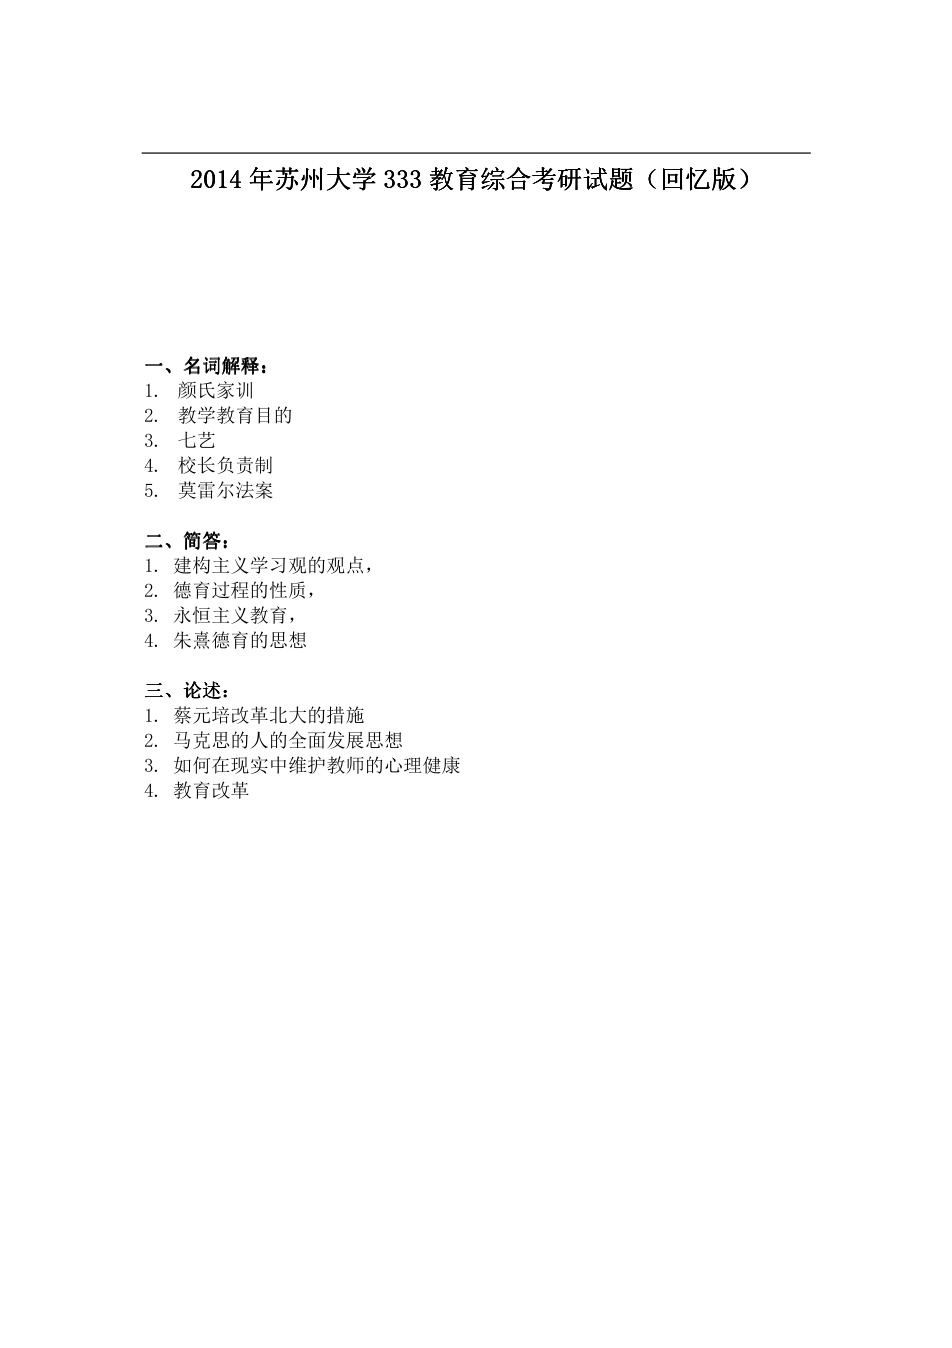 2014 年苏州大学 333 教育综合考研试题（回忆版）
一、名词解释：
1. 颜氏家训
2. 教学教育目的
3. 七艺
4. 校长负责制
5. 莫雷尔法案
二、简答：
1. 建构主义学习观的观点，
2. 德育过程的性质，
3. 永恒主义教育，
4. 朱熹德育的思想
三、论述：
1. 蔡元培改革北大的措施
2. 马克思的人的全面发展思想
3. 如何在现实中维护教师的心理健康
4. 教育改革